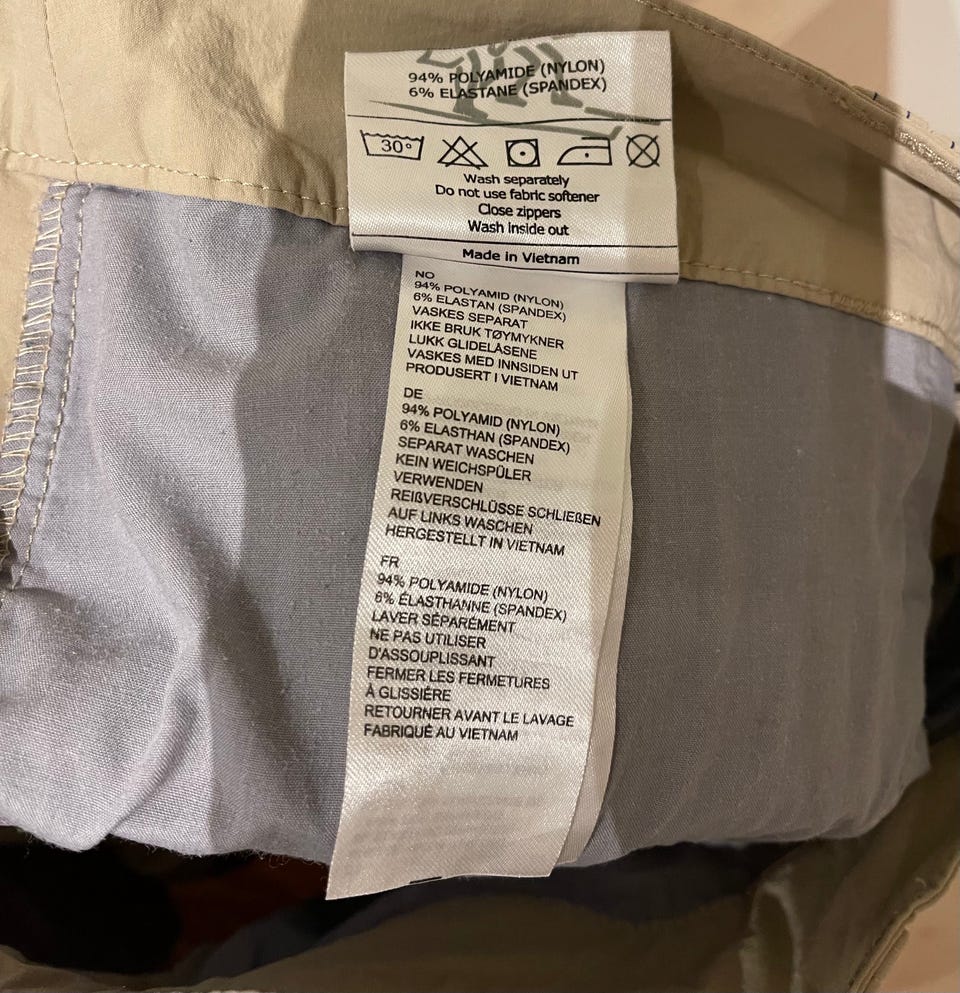 94% POLYAMIDE (NYLON)
6% ELASTANE (SPANDEX)
30°
Wash separately
Do not use fabric softener
Close zippers
Wash inside out
Made in Vietnam
NO
94% POLYAMID (NYLON)
6% ELASTAN (SPANDEX)
VASKES SEPARAT
IKKE BRUK TØYMYKNER
LUKK GLIDELÅSENE
VASKES MED INNSIDEN UT
PRODUSERT I VIETNAM
DE
94% POLYAMID (NYLON)
6% ELASTHAN (SPANDEX)
SEPARAT WASCHEN
KEIN WEICHSPÜLER
VERWENDEN
REIßVERSCHLÜSSE SCHLIEßEN
AUF LINKS WASCHEN
HERGESTELLT IN VIETNAM
FR
94% POLYAMIDE (NYLON)
6% ÉLASTHANNE (SPANDEX)
LAVER SÉPARÉMENT
NE PAS UTILISER
D'ASSOUPLISSANT
FERMER LES FERMETURES
À GLISSIÈRE
RETOURNER AVANT LE LAVAGE
FABRIQUÉ AU VIETNAM